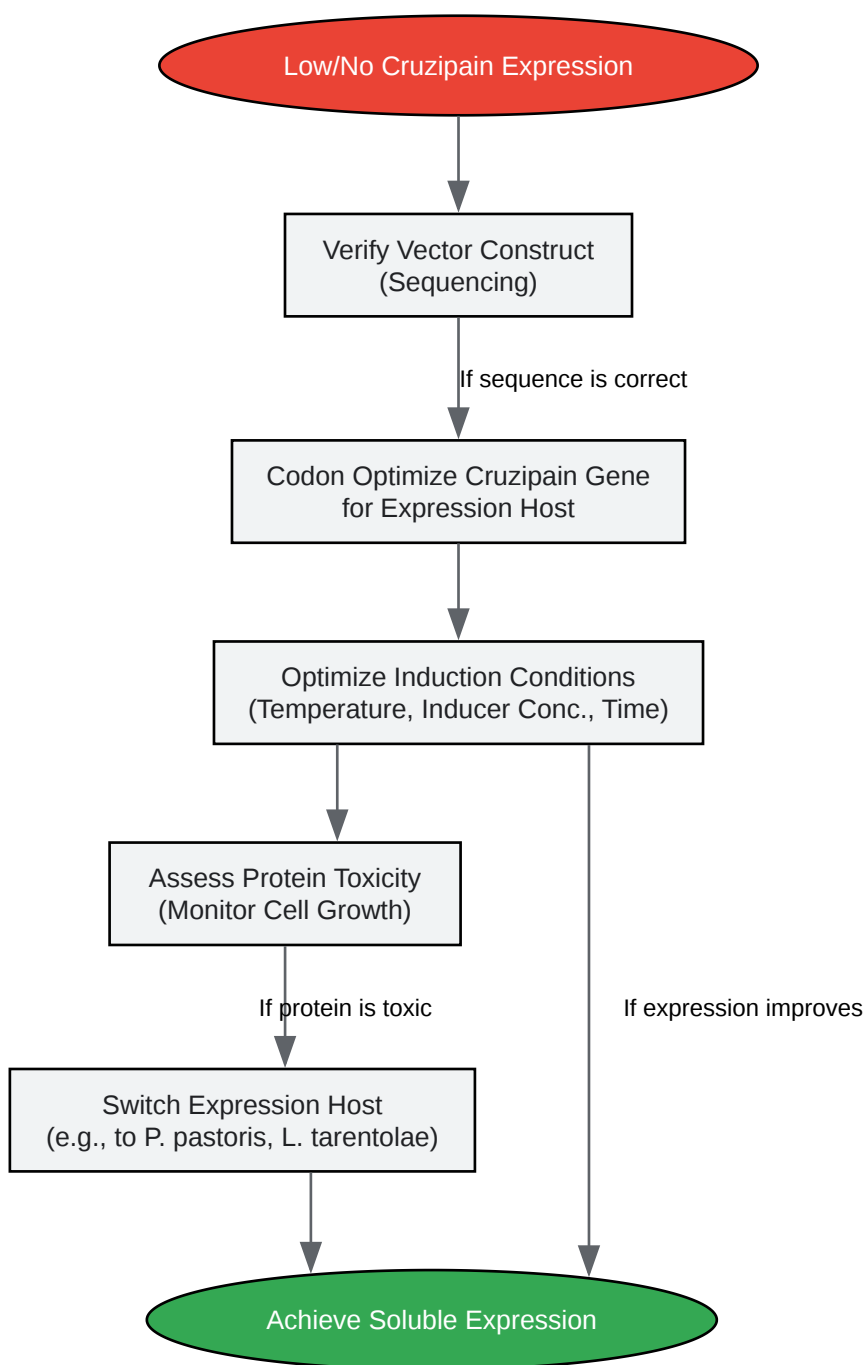 Low/No Cruzipain Expression
Verify Vector Construct
(Sequencing)
If sequence is correct
Codon Optimize Cruzipain Gene
for Expression Host
Optimize Induction Conditions
(Temperature, Inducer Conc., Time)
Assess Protein Toxicity
(Monitor Cell Growth)
If protein is toxic
If expression improves
Switch Expression Host
(e.g., to P. pastoris, L. tarentolae)
Achieve Soluble Expression